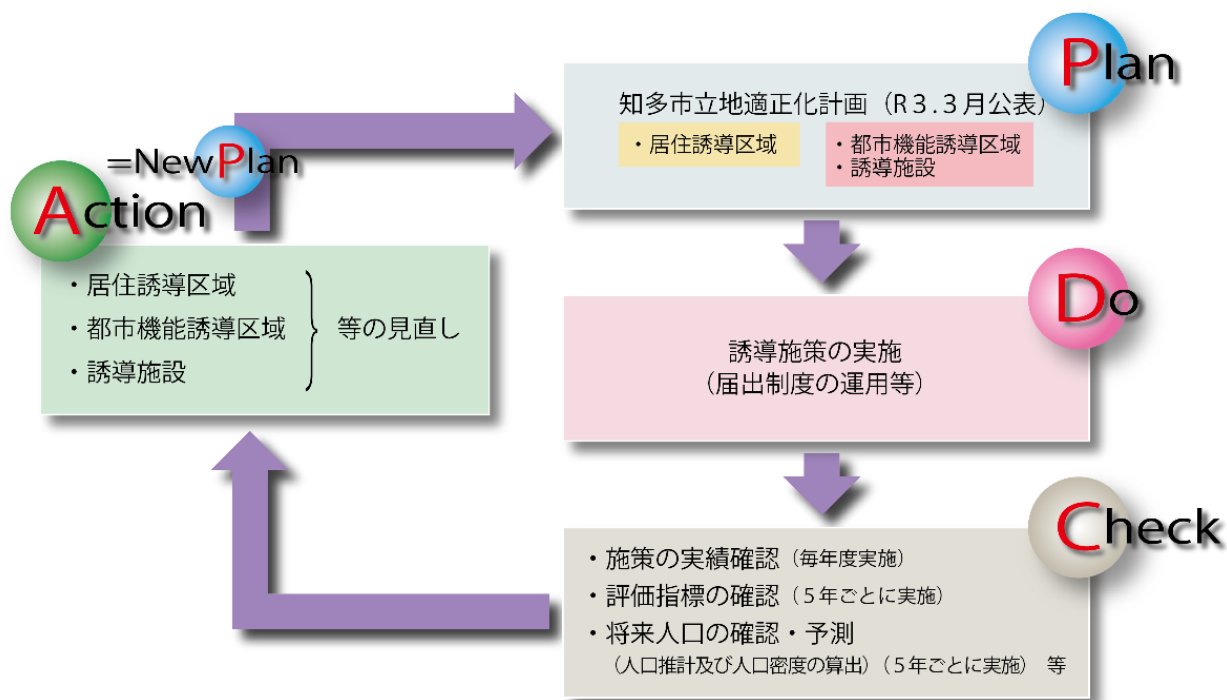 Plan
知多市立地適正化計画（R３.３月公表）
・居住誘導区域
・都市機能誘導区域
・誘導施設
Do
誘導施策の実施
（届出制度の運用等）
Check
・施策の実績確認（毎年度実施）
・評価指標の確認（５年ごとに実施）
・将来人口の確認・予測
（人口推計及び人口密度の算出）（５年ごとに実施） 等
=NewPlan
Action
・居住誘導区域
・都市機能誘導区域
・誘導施設
等の見直し